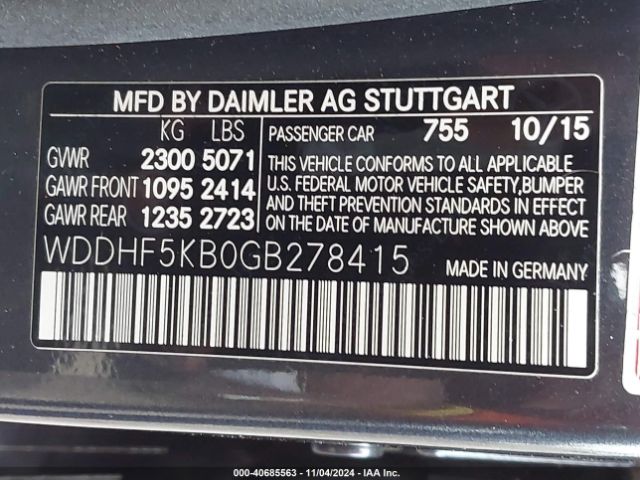 MFD BY DAIMLER AG STUTTGART
KG LBS
GVWR 2300 5071
GAWR FRONT 1095 2414
GAWR REAR 1235 2723
PASSENGER CAR 755 10/15
THIS VEHICLE CONFORMS TO ALL APPLICABLE
U.S. FEDERAL MOTOR VEHICLE SAFETY,BUMPER
AND THEFT PREVENTION STANDARDS IN EFFECT
ON THE DATE OF MANUFACTURE SHOWN ABOVE.
WDDHF5KB0GB278415
MADE IN GERMANY
000-40685563 - 11/04/2024 - IAA Inc.